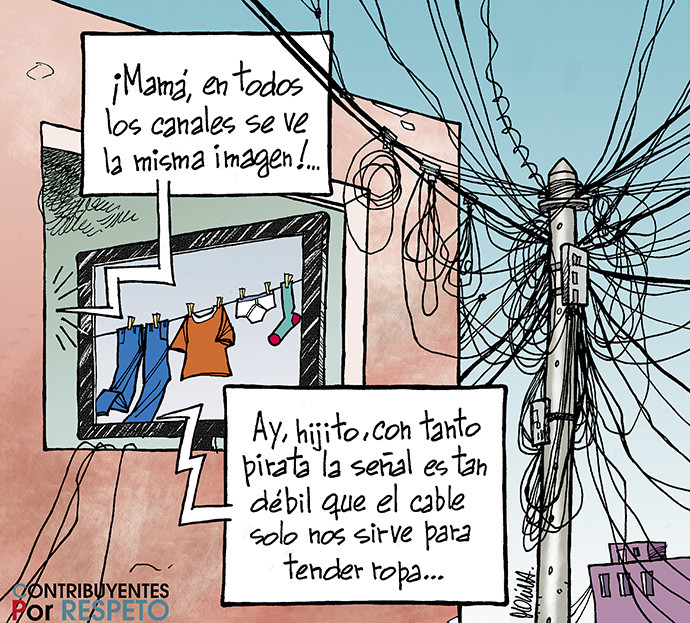 ¡Mamá, en todos
los canales se ve
la misma imagen!...
Ay, hijito, con tanto
pirata la señal es tan
débil que el cable
solo nos sirve para
tender ropa...
CONTRIBUYENTES
Por RESPETO